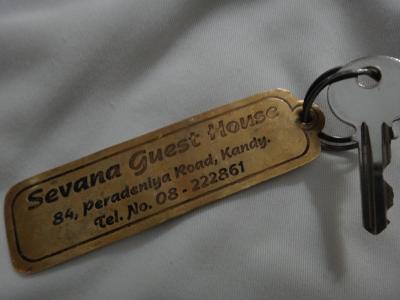 Sevana Guest House
84, Peradeniya Road, Kandy.
Tel. No. 08 - 222861